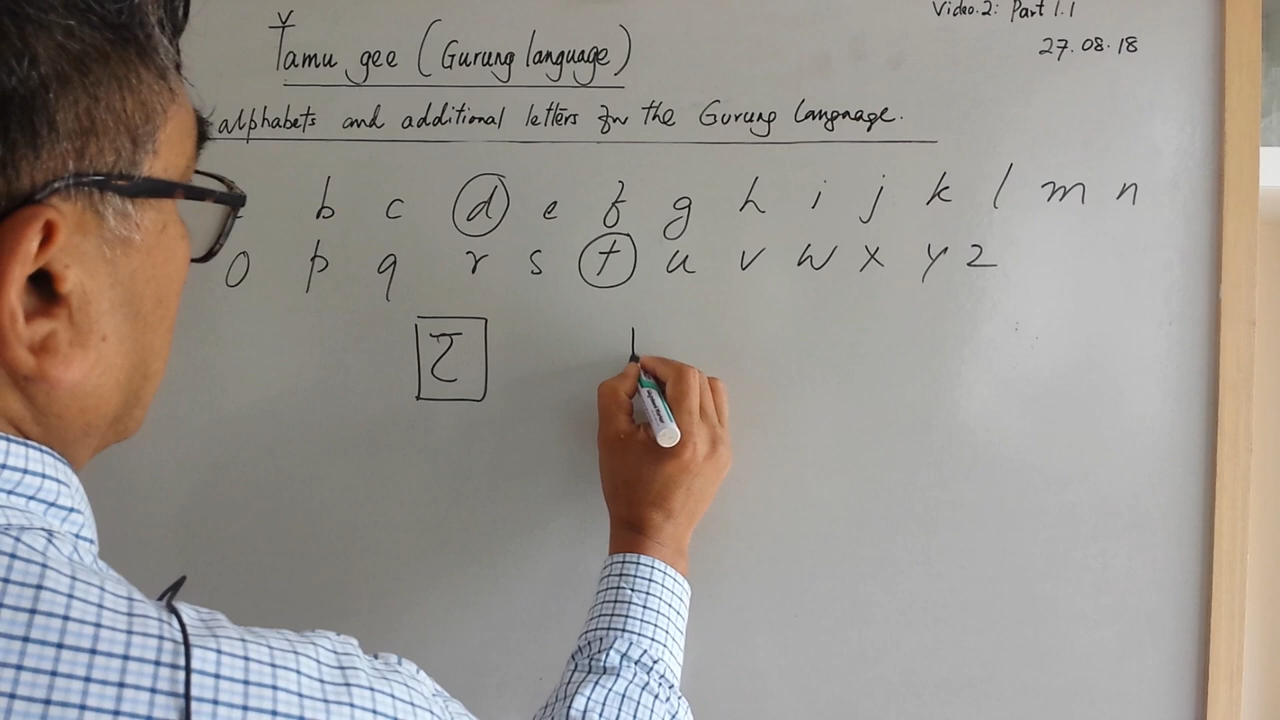 Video.2: Part 1.1
27.08.18
Ťamu gee (Gurung language)
alphabets and additional letters for the Gurung Language.
b c d e f g h i j k l m n
o p q r s t u v w x y z